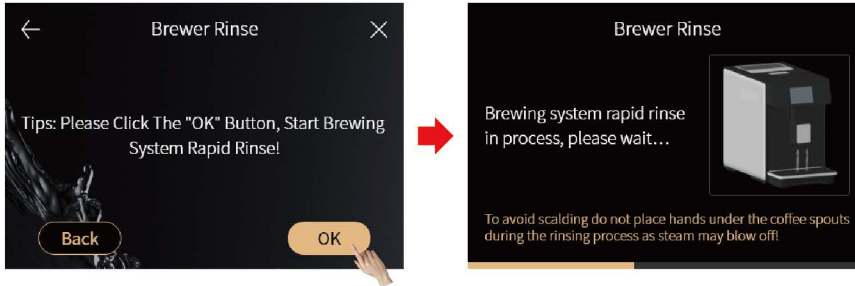 Brewer Rinse
Tips: Please Click The "OK" Button, Start Brewing
System Rapid Rinse!
Back
OK
Brewer Rinse
Brewing system rapid rinse
in process, please wait...
To avoid scalding do not place hands under the coffee spouts
during the rinsing process as steam may blow off!